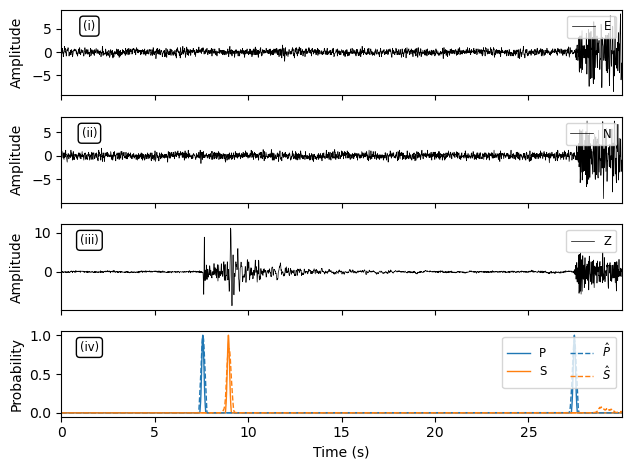 Amplitude
5
0
−5
(i)
E
Amplitude
5
0
−5
(ii)
N
Amplitude
10
0
(iii)
Z
Probability
1.0
0.5
0.0
(iv)
P
S
P̂
Ŝ
0 5 10 15 20 25
Time (s)